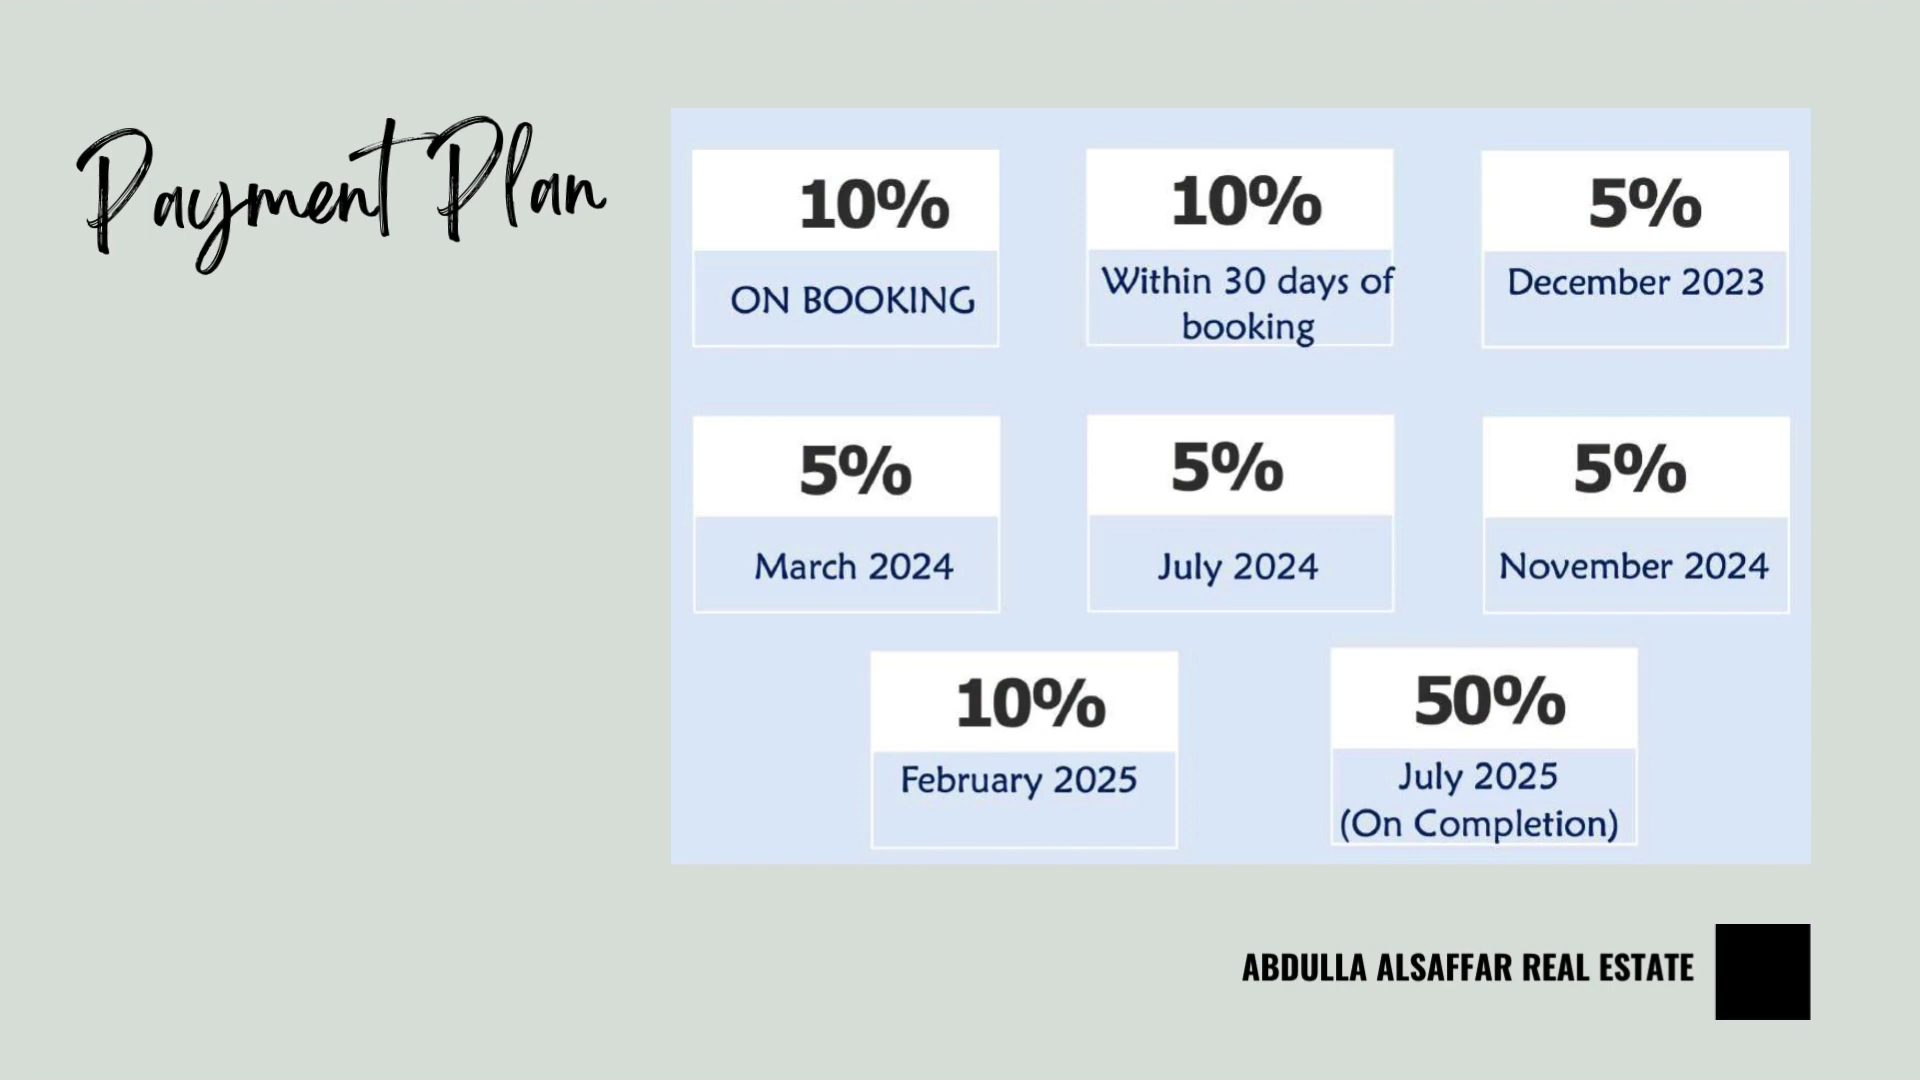 Payment Plan
10%
ON BOOKING
10%
Within 30 days of
booking
5%
December 2023
5%
March 2024
5%
July 2024
5%
November 2024
10%
February 2025
50%
July 2025
(On Completion)
ABDULLA ALSAFFAR REAL ESTATE